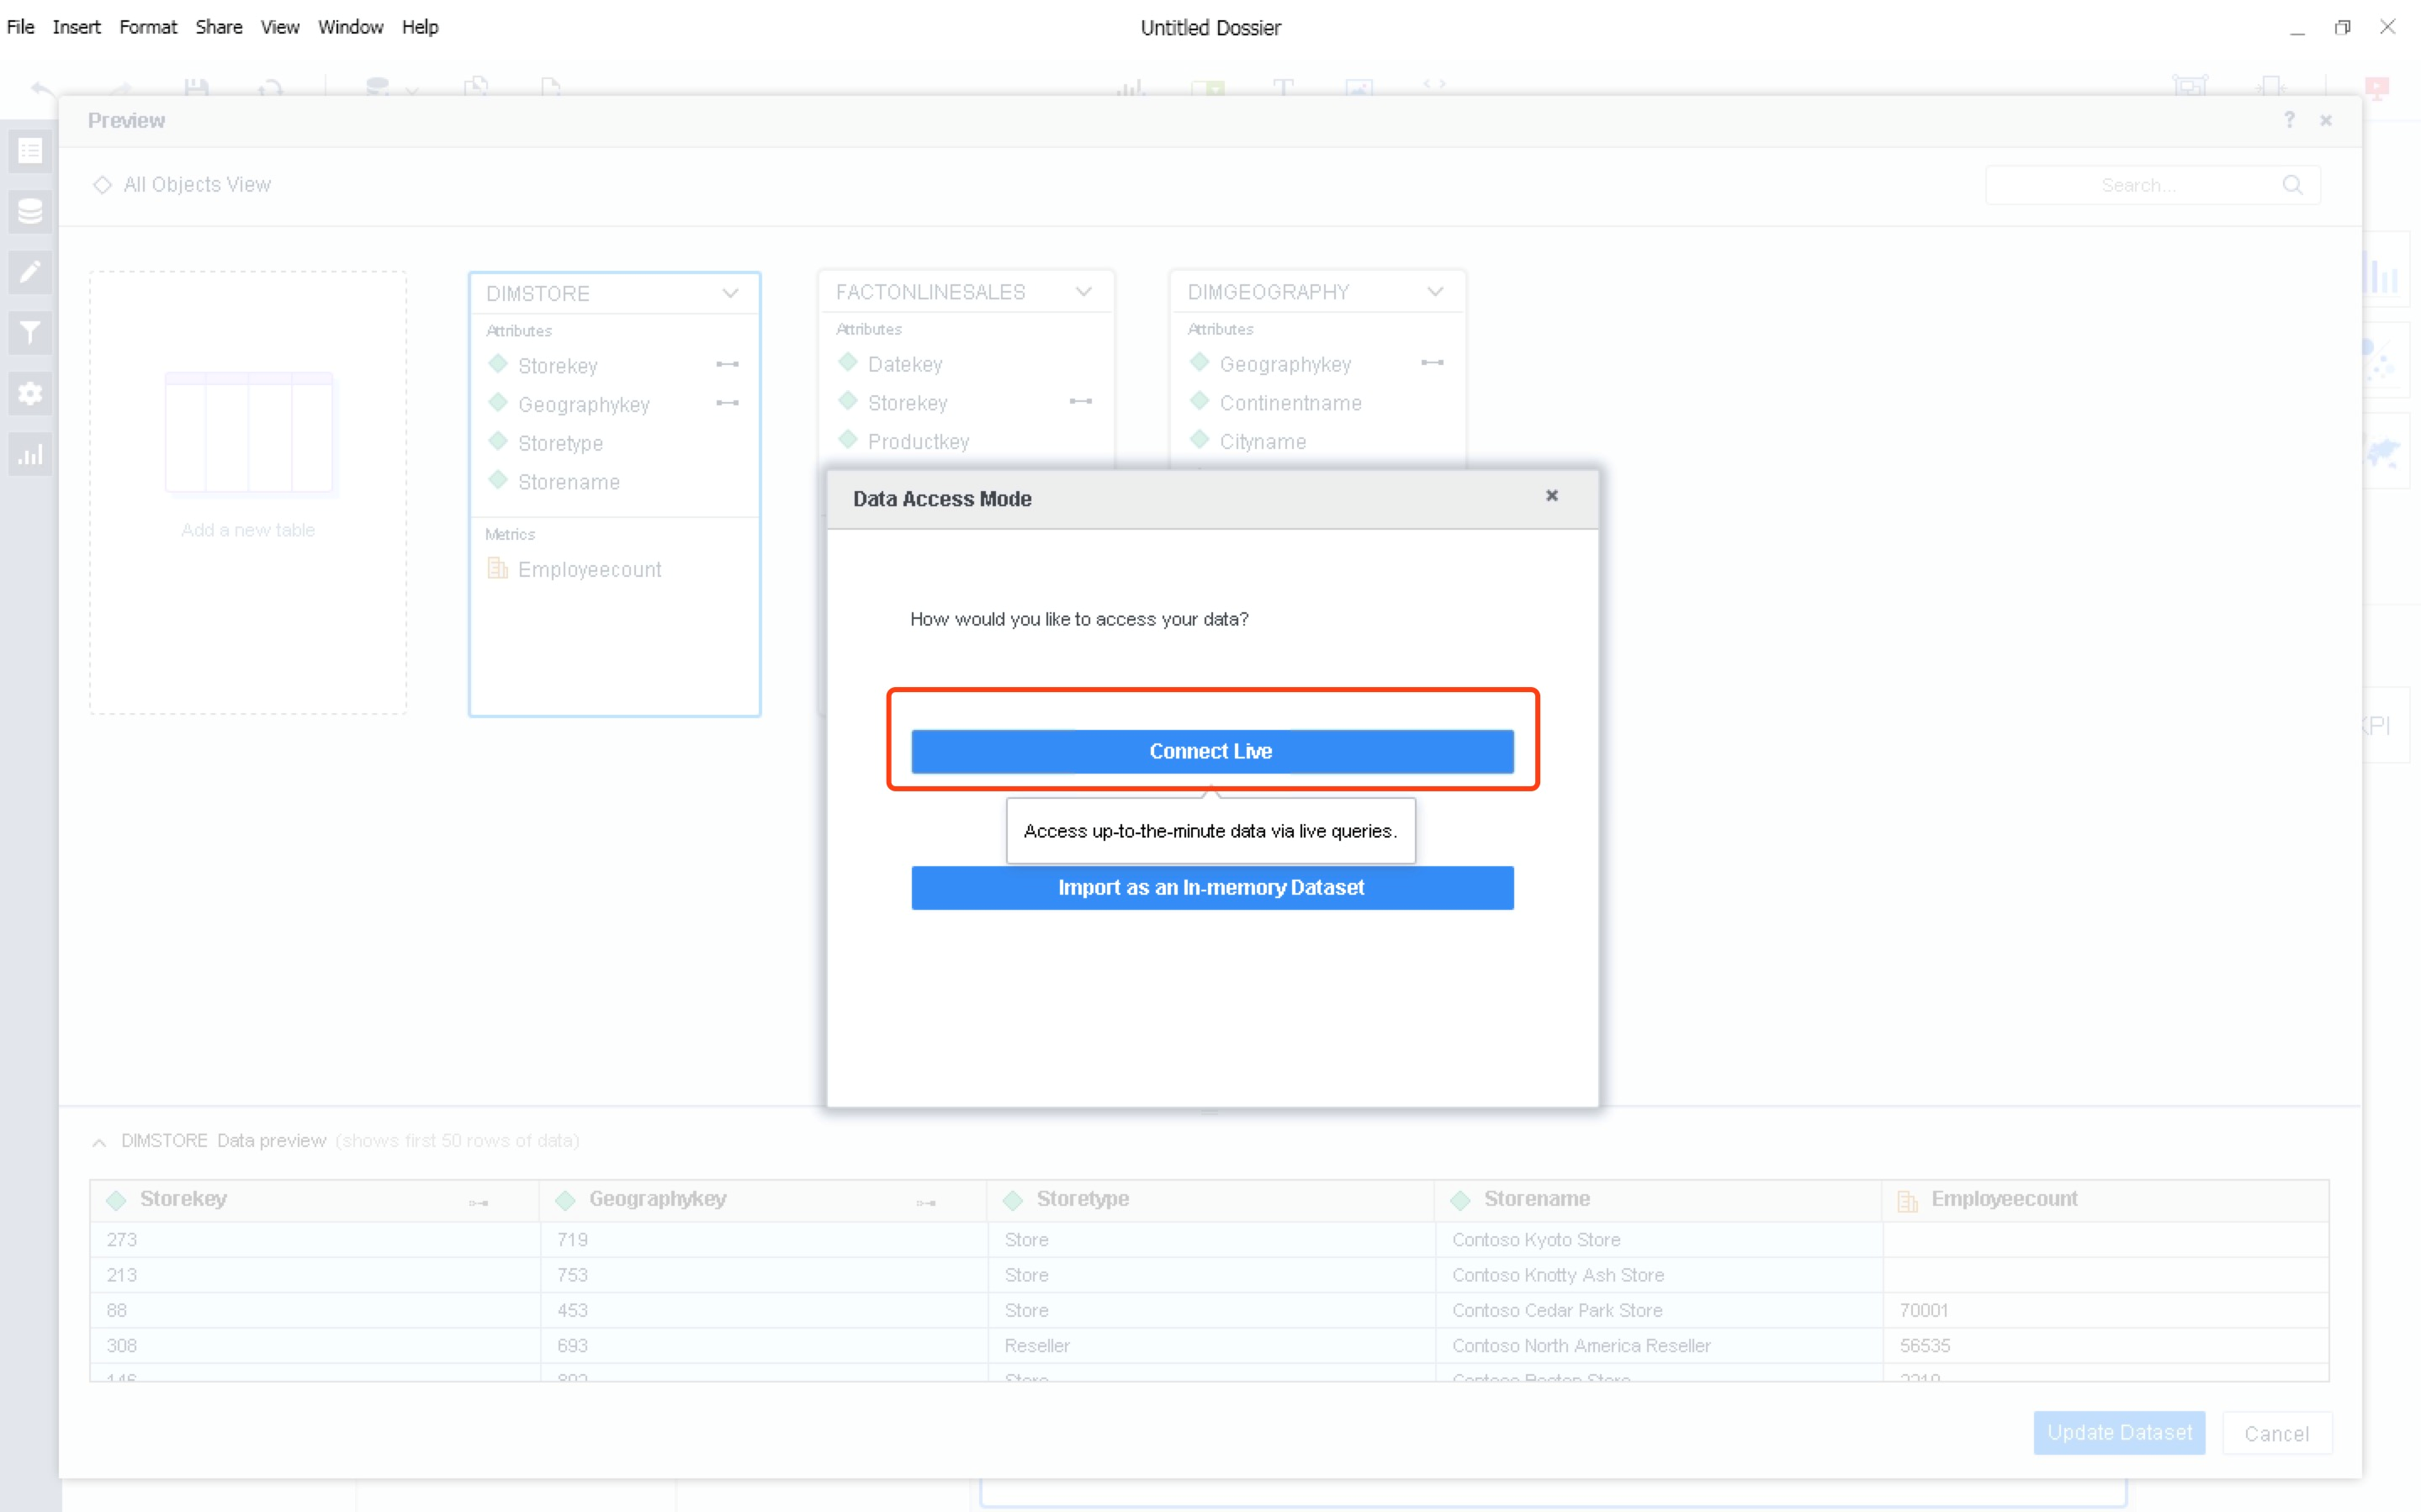 File Insert Format Share View Window Help
Untitled Dossier
Preview
?
All Objects View
Search...
DIMSTORE
Attributes
Storekey
Geographykey
Storetype
Storename
Metrics
Employeecount
FACTONLINESALES
Attributes
Datekey
Storekey
Productkey
DIMGEOGRAPHY
Attributes
Geographykey
Continentname
Cityname
Add a new table
KPI
Data Access Mode
How would you like to access your data?
Connect Live
Access up-to-the-minute data via live queries.
Import as an In-memory Dataset
DIMSTORE Data preview (shows first 50 rows of data)
Storekey Geographykey Storetype Storename Employeecount
273 719 Store Contoso Kyoto Store
213 753 Store Contoso Knotty Ash Store
88 453 Store Contoso Cedar Park Store 70001
308 693 Reseller Contoso North America Reseller 56535
146 Store Contoso Store
Update Dataset Cancel